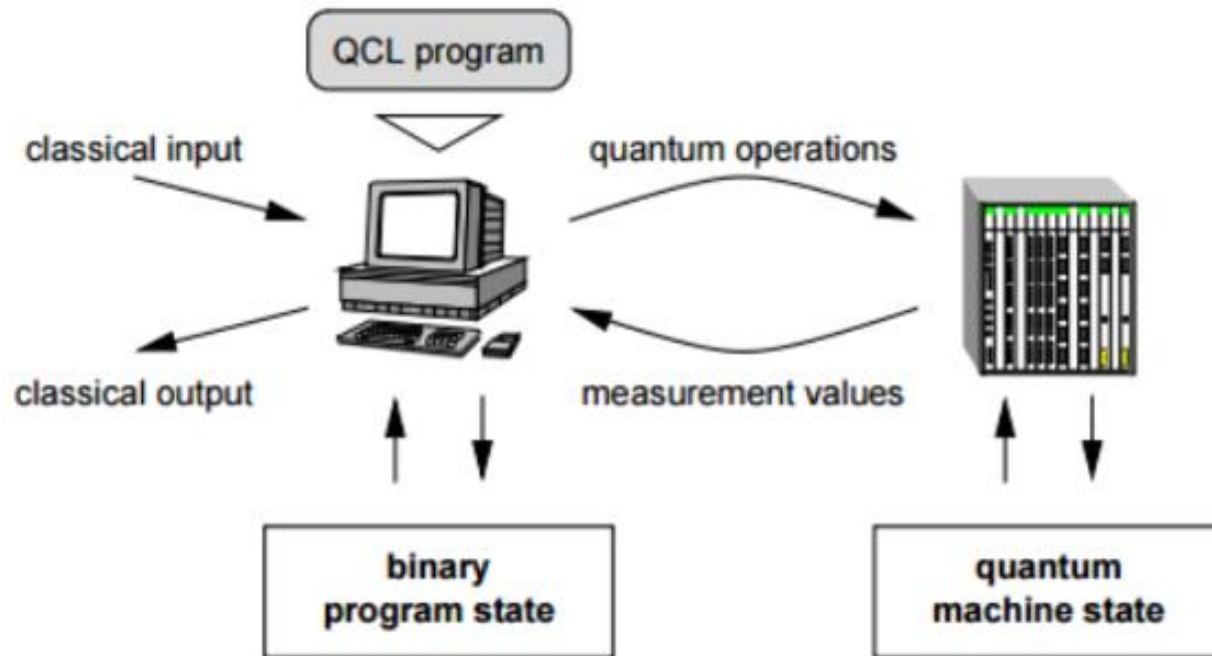 QCL program
classical input
quantum operations
classical output
measurement values
binary
program state
quantum
machine state